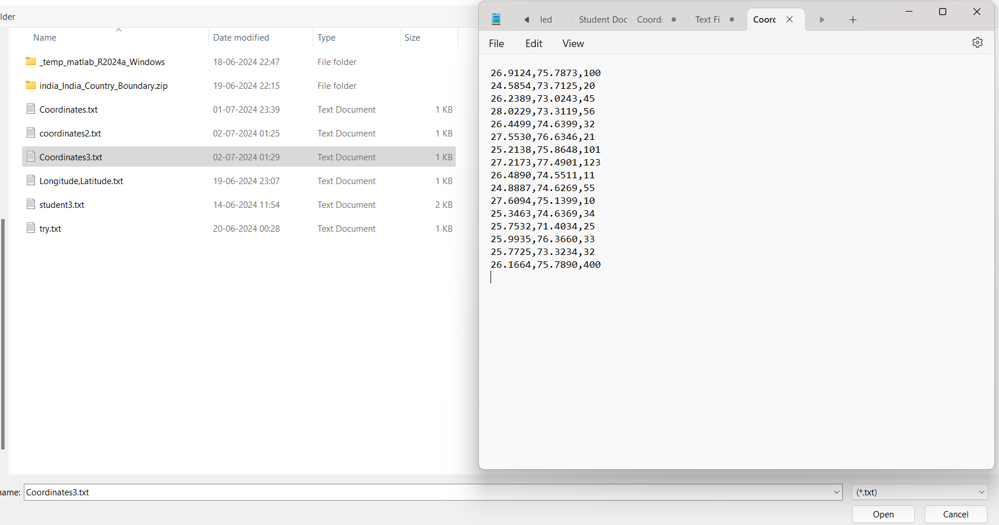 lder
Name Date modified Type Size
_temp_matlab_R2024a_Windows 18-06-2024 22:47 File folder
india_India_Country_Boundary.zip 19-06-2024 22:15 File folder
Coordinates.txt 01-07-2024 23:39 Text Document 1 KB
coordinates2.txt 02-07-2024 01:25 Text Document 1 KB
Coordinates3.txt 02-07-2024 01:29 Text Document 1 KB
Longitude,Latitude.txt 19-06-2024 23:07 Text Document 1 KB
student3.txt 14-06-2024 11:54 Text Document 2 KB
try.txt 20-06-2024 00:28 Text Document 1 KB
led Student Doc Coordi Text Fi Coorc
File Edit View
26.9124,75.7873,100
24.5854,73.7125,20
26.2389,73.0243,45
28.0229,73.3119,56
26.4499,74.6399,32
27.5530,76.6346,21
25.2138,75.8648,101
27.2173,77.4901,123
26.4890,74.5511,11
24.8887,74.6269,55
27.6094,75.1399,10
25.3463,74.6369,34
25.7532,71.4034,25
25.9935,76.3660,33
25.7725,73.3234,32
26.1664,75.7890,400
name: Coordinates3.txt (*.txt)
Open Cancel